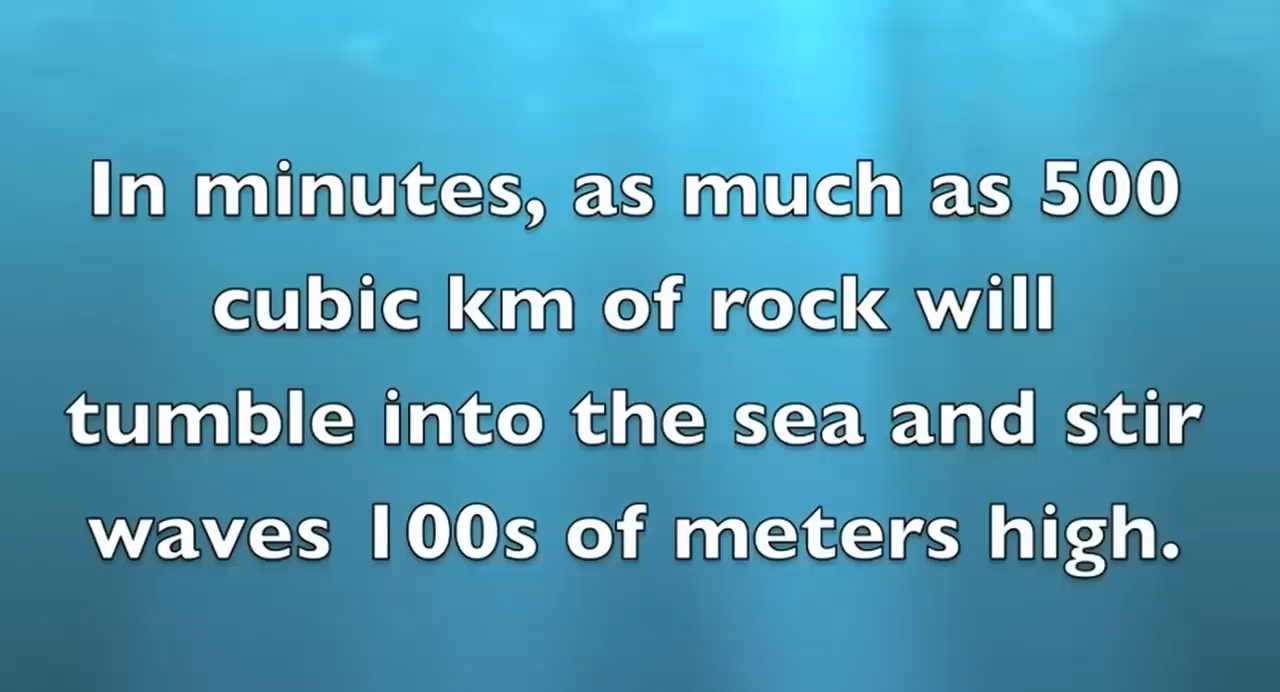 In minutes, as much as 500
cubic km of rock will
tumble into the sea and stir
waves 100s of meters high.